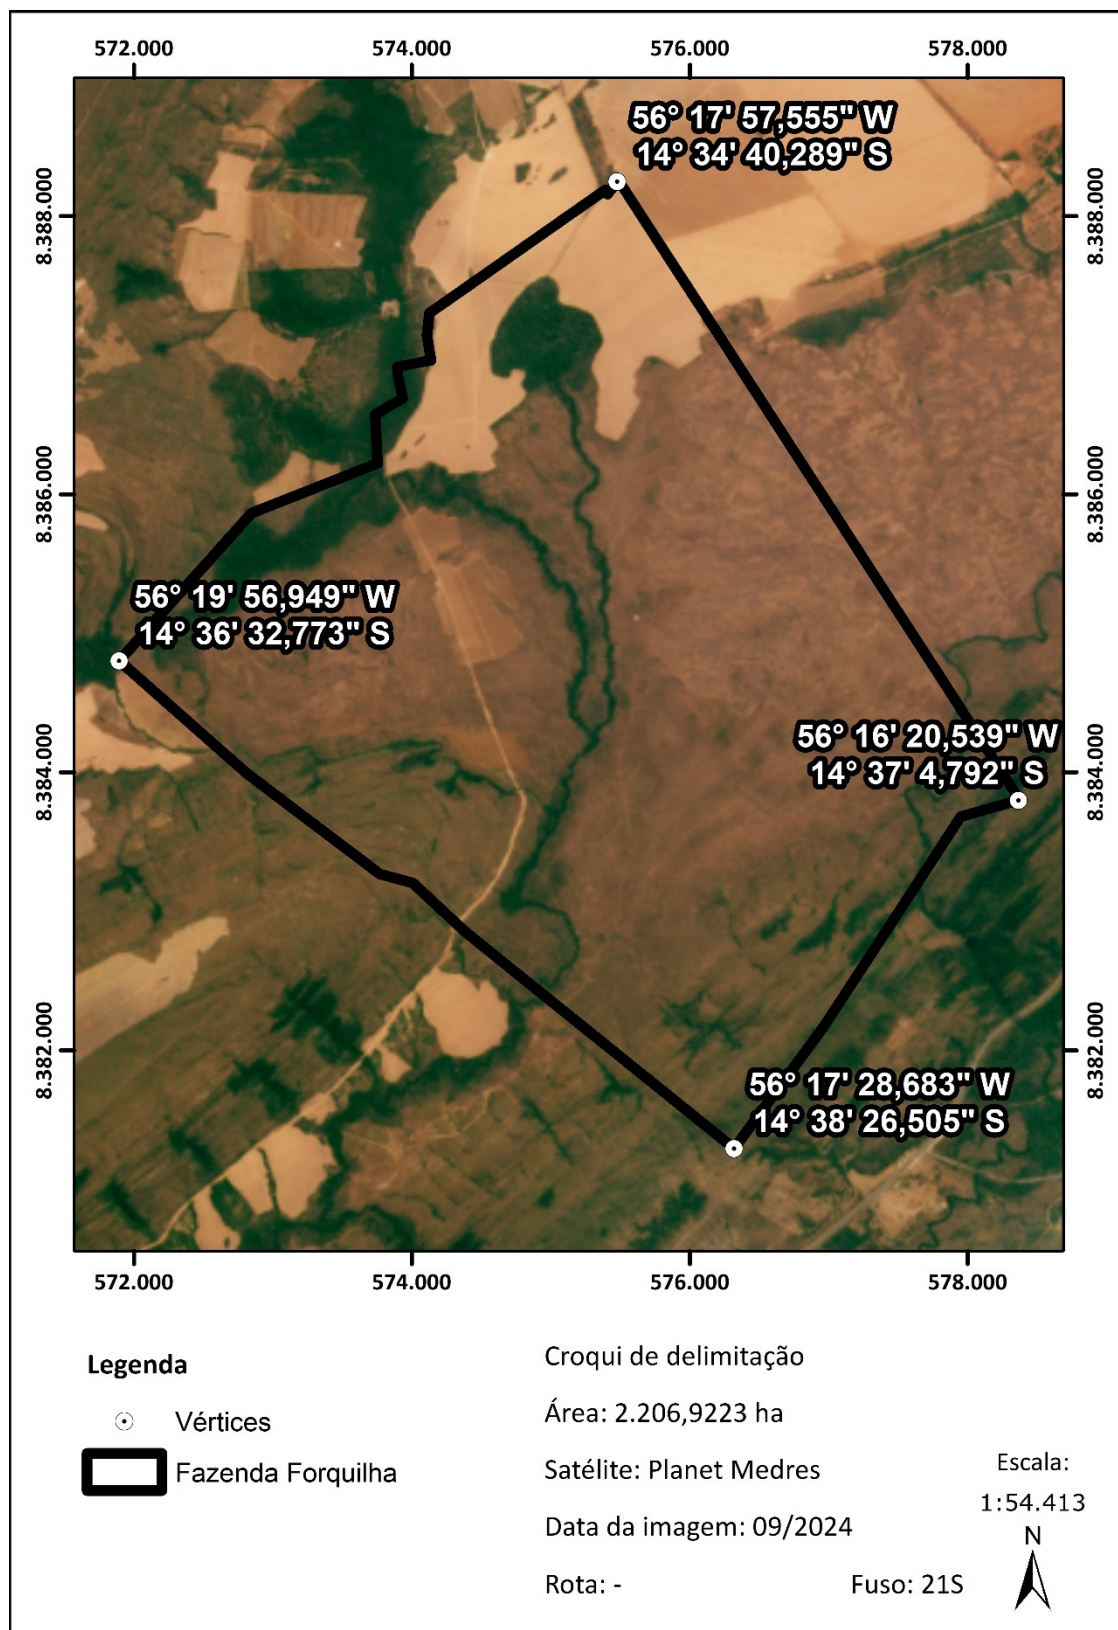 572.000
574.000
576.000
578.000
56° 17' 57,555" W
14° 34' 40,289" S
8.388.000
8.388.000
8.386.000
8.386.000
56° 19' 56,949" W
14° 36' 32,773" S
56° 16' 20,539" W
14° 37' 4,792" S
8.384.000
8.384.000
8.382.000
8.382.000
56° 17' 28,683" W
14° 38' 26,505" S
572.000
574.000
576.000
578.000
Legenda
Vértices
Fazenda Forquilha
Croqui de delimitação
Área: 2.206,9223 ha
Satélite: Planet Medres
Data da imagem: 09/2024
Rota: -
Fuso: 21S
Escala:
1:54.413
N